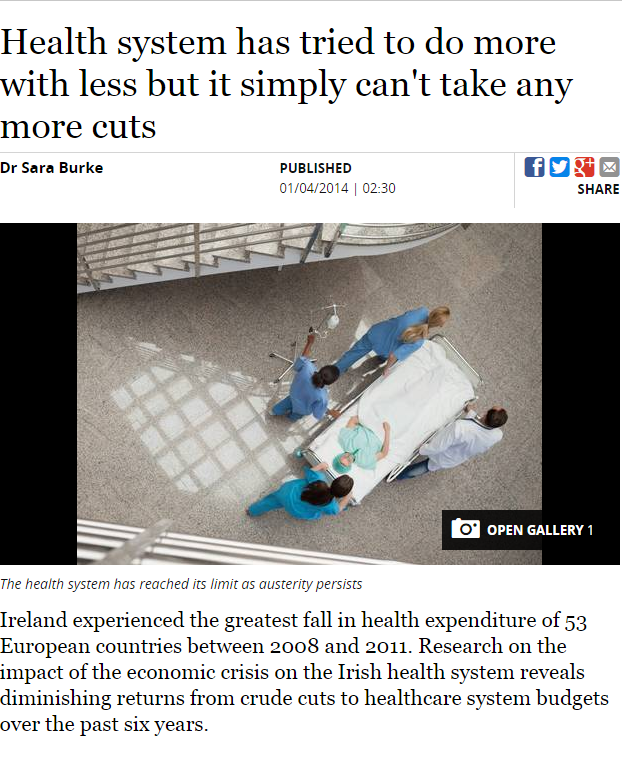 Health system has tried to do more
with less but it simply can't take any
more cuts
Dr Sara Burke
PUBLISHED
01/04/2014 | 02:30
SHARE
OPEN GALLERY 1
The health system has reached its limit as austerity persists
Ireland experienced the greatest fall in health expenditure of 53
European countries between 2008 and 2011. Research on the
impact of the economic crisis on the Irish health system reveals
diminishing returns from crude cuts to healthcare system budgets
over the past six years.